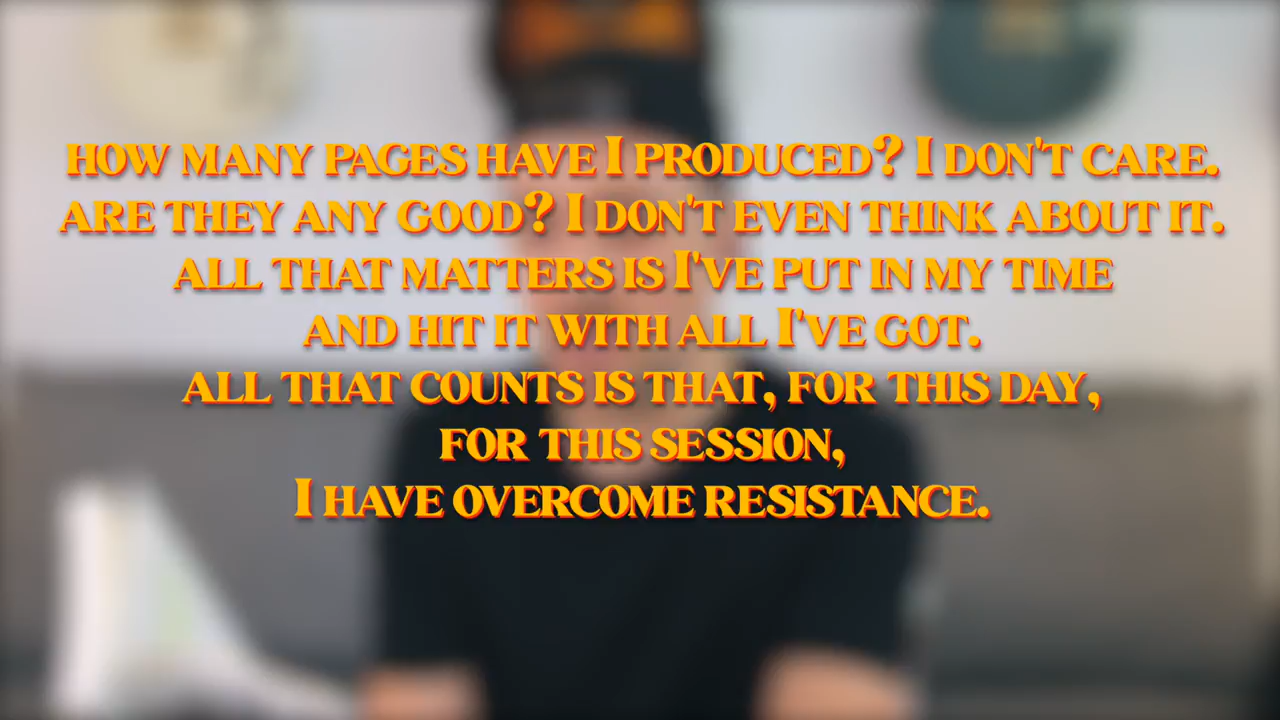 HOW MANY PAGES HAVE I PRODUCED? I DON'T CARE.
ARE THEY ANY GOOD? I DON'T EVEN THINK ABOUT IT.
ALL THAT MATTERS IS I'VE PUT IN MY TIME
AND HIT IT WITH ALL I'VE GOT.
ALL THAT COUNTS IS THAT, FOR THIS DAY,
FOR THIS SESSION,
I HAVE OVERCOME RESISTANCE.